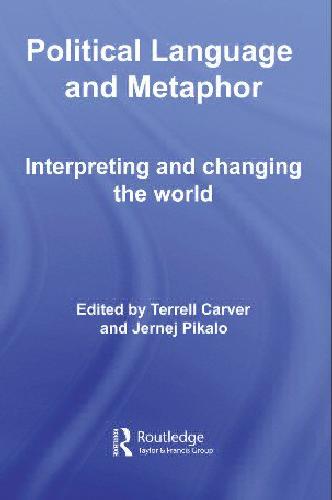 Political Language
and Metaphor
Interpreting and changing
the world
Edited by Terrell Carver
and Jernej Pikalo
ROUTLEDGE
Routledge
Taylor & Francis Group